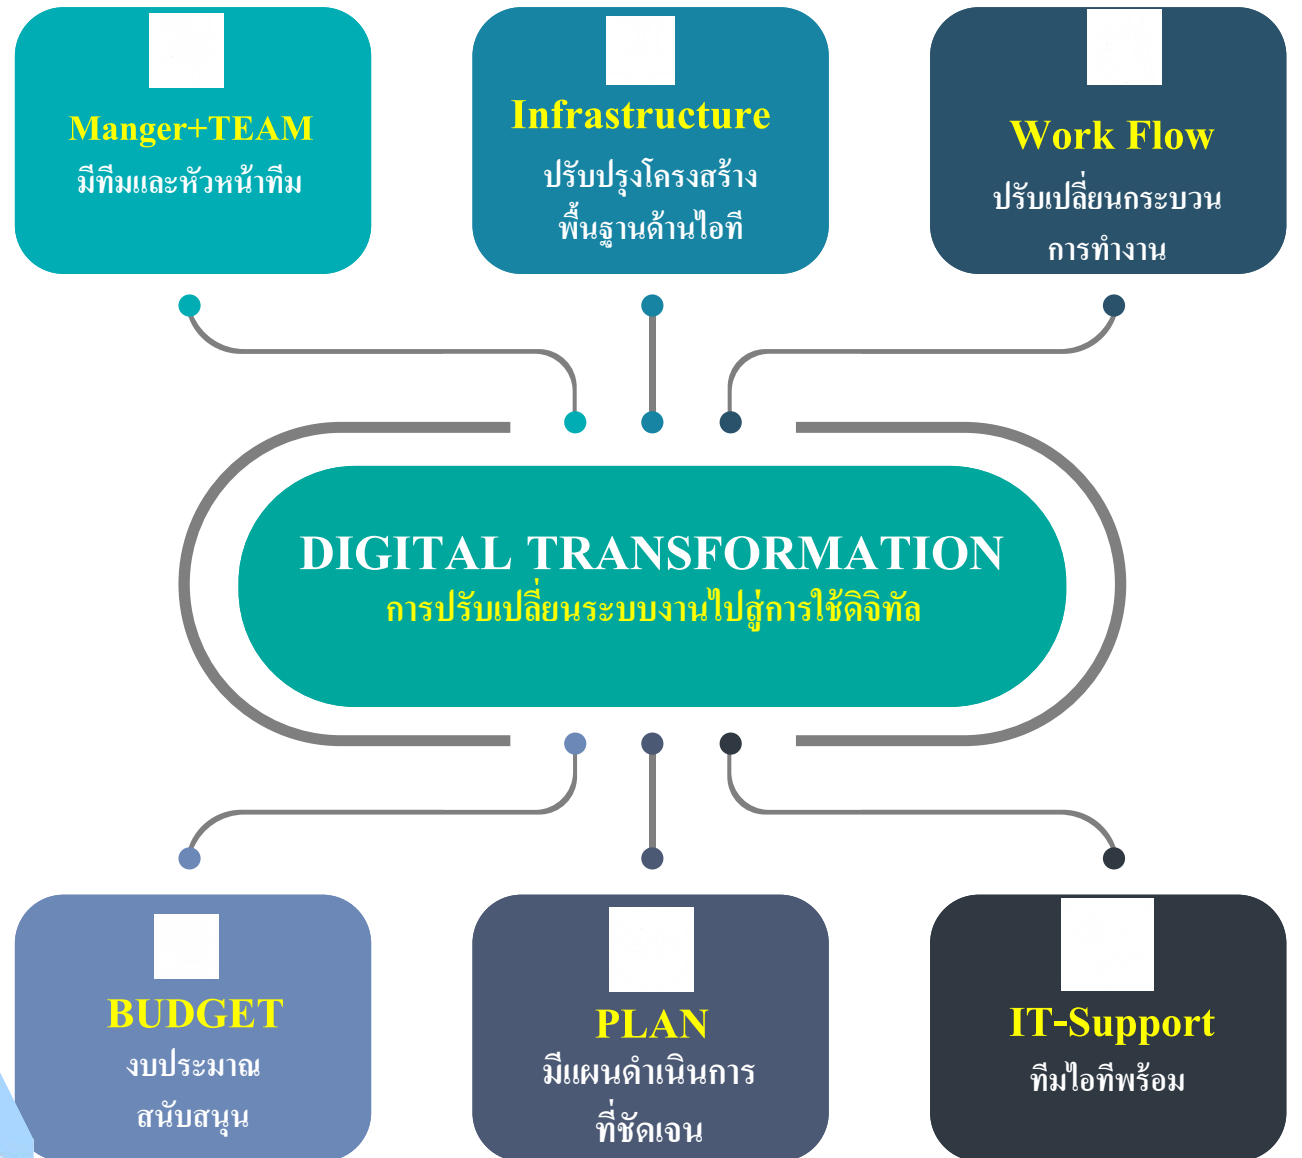 Manger+TEAM
มีทีมและหัวหน้าทีม
Infrastructure
ปรับปรุงโครงสร้าง
พื้นฐานด้านไอที
Work Flow
ปรับเปลี่ยนกระบวน
การทำงาน
DIGITAL TRANSFORMATION
การปรับเปลี่ยนระบบงานไปสู่การใช้ดิจิทัล
BUDGET
งบประมาณ
สนับสนุน
PLAN
มีแผนดำเนินการ
ที่ชัดเจน
IT-Support
ทีมไอทีพร้อม